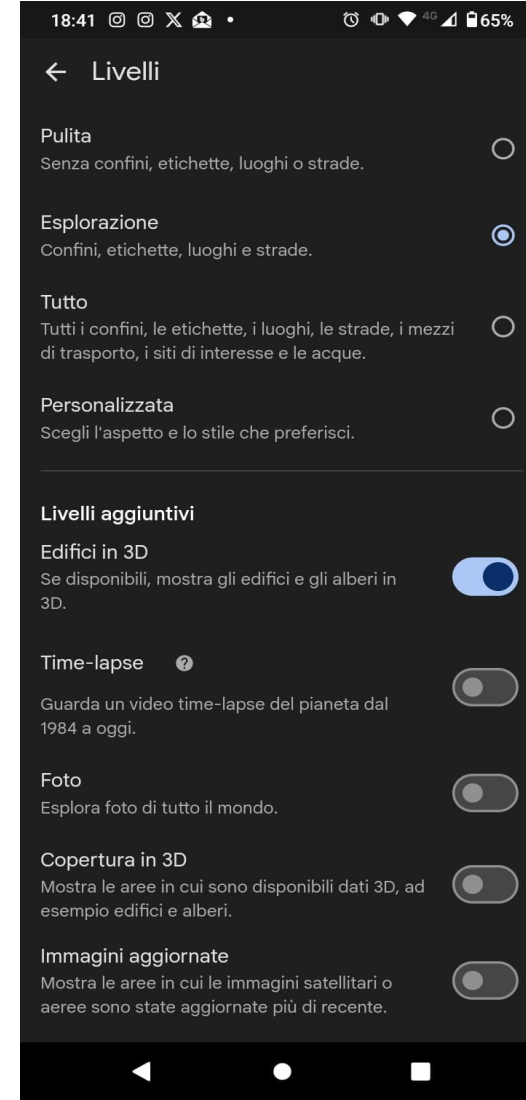 18:41 4G 65%
Livelli
Pulita
Senza confini, etichette, luoghi o strade.
Esplorazione
Confini, etichette, luoghi e strade.
Tutto
Tutti i confini, le etichette, i luoghi, le strade, i mezzi
di trasporto, i siti di interesse e le acque.
Personalizzata
Scegli l'aspetto e lo stile che preferisci.
Livelli aggiuntivi
Edifici in 3D
Se disponibili, mostra gli edifici e gli alberi in
3D.
Time-lapse ?
Guarda un video time-lapse del pianeta dal
1984 a oggi.
Foto
Esplora foto di tutto il mondo.
Copertura in 3D
Mostra le aree in cui sono disponibili dati 3D, ad
esempio edifici e alberi.
Immagini aggiornate
Mostra le aree in cui le immagini satellitari o
aeree sono state aggiornate più di recente.